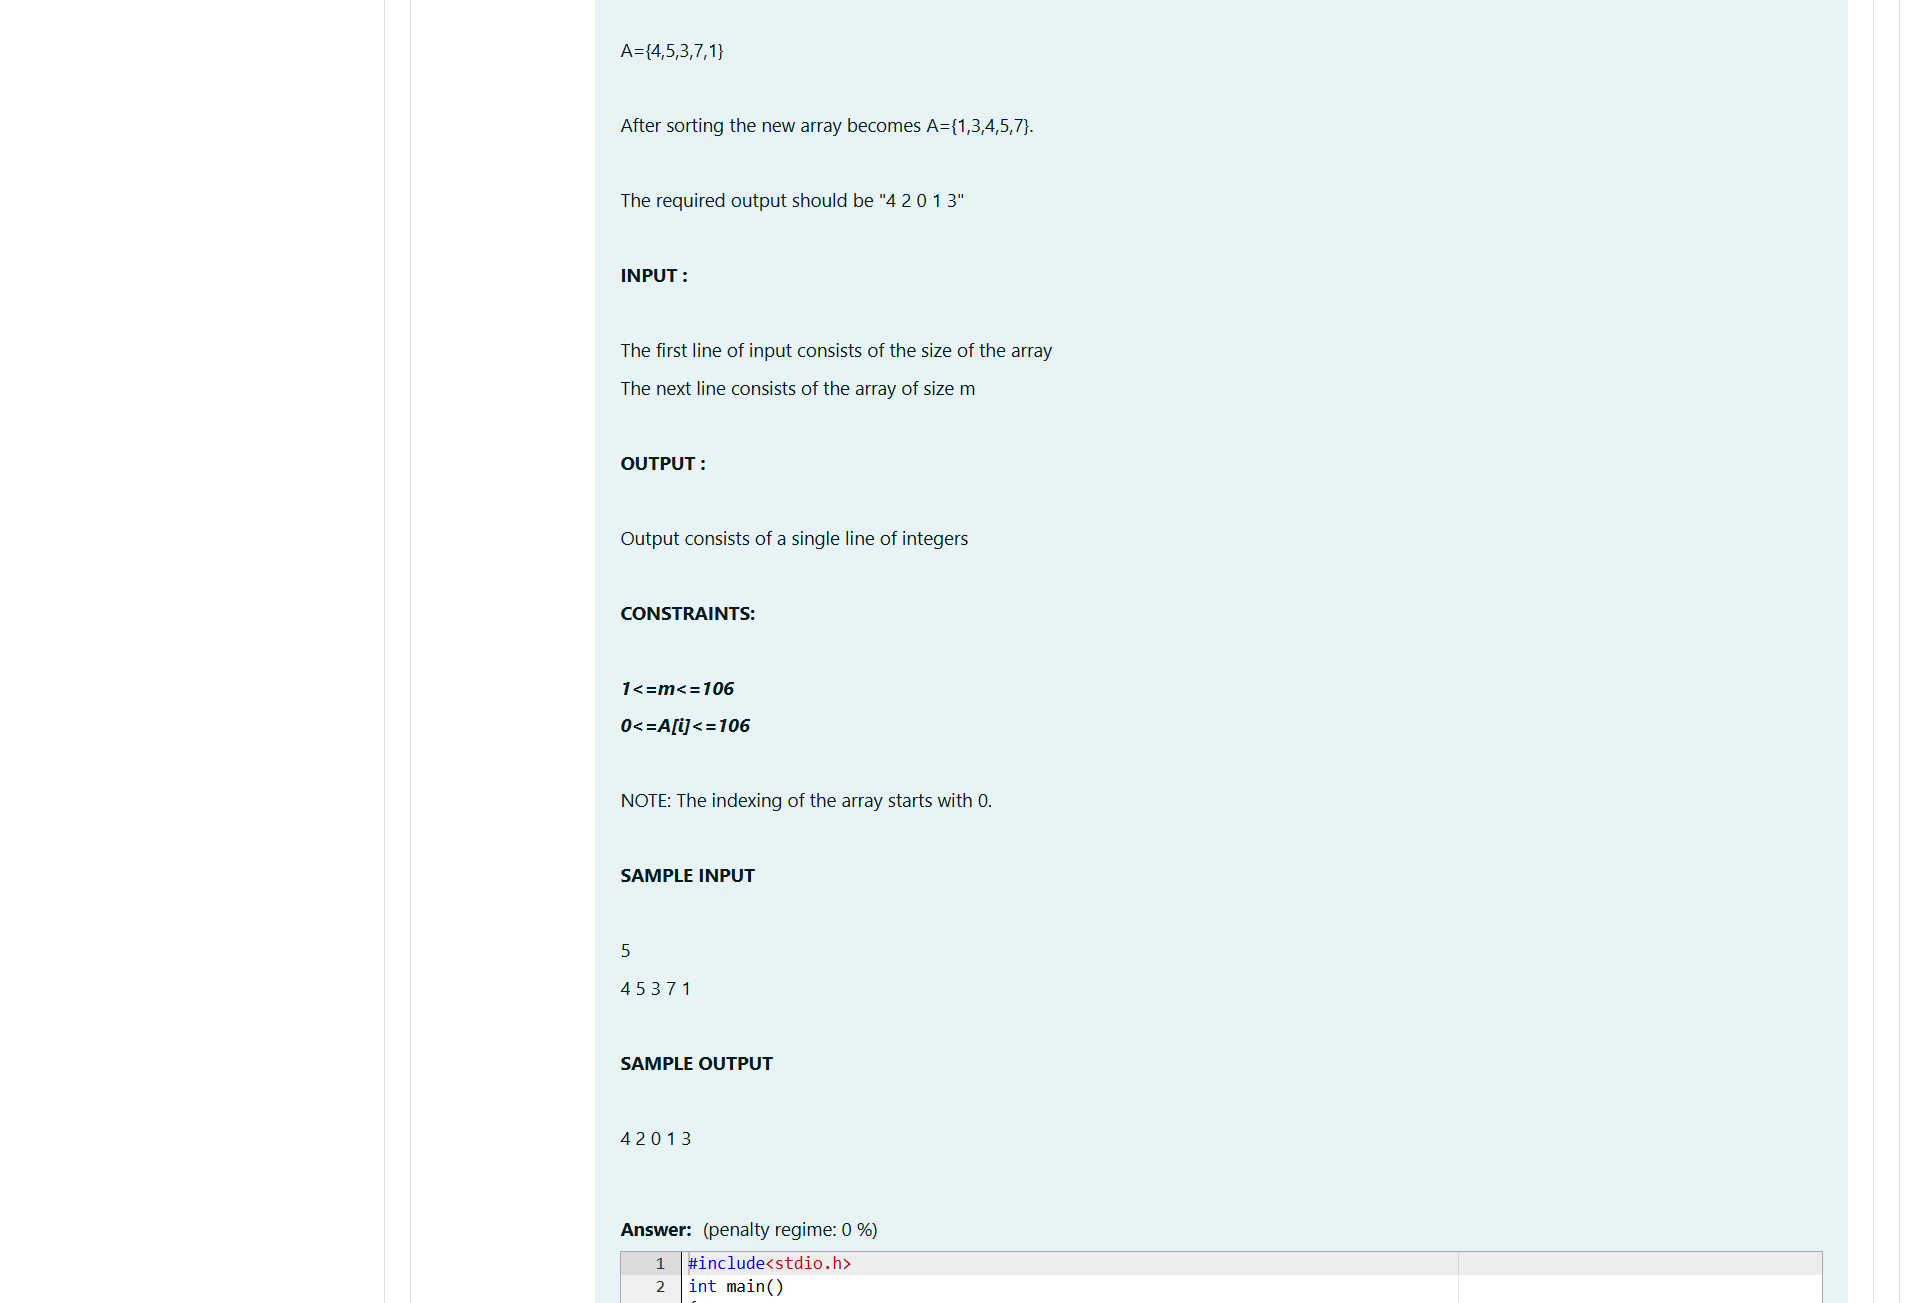 A={4,5,3,7,1}
After sorting the new array becomes A={1,3,4,5,7}.
The required output should be "4 2 0 1 3"
INPUT :
The first line of input consists of the size of the array
The next line consists of the array of size m
OUTPUT :
Output consists of a single line of integers
CONSTRAINTS:
1<=m<=106
0<=A[i]<=106
NOTE: The indexing of the array starts with 0.
SAMPLE INPUT
5
4 5 3 7 1
SAMPLE OUTPUT
4 2 0 1 3
Answer: (penalty regime: 0 %)
1 #include<stdio.h>
2 int main()